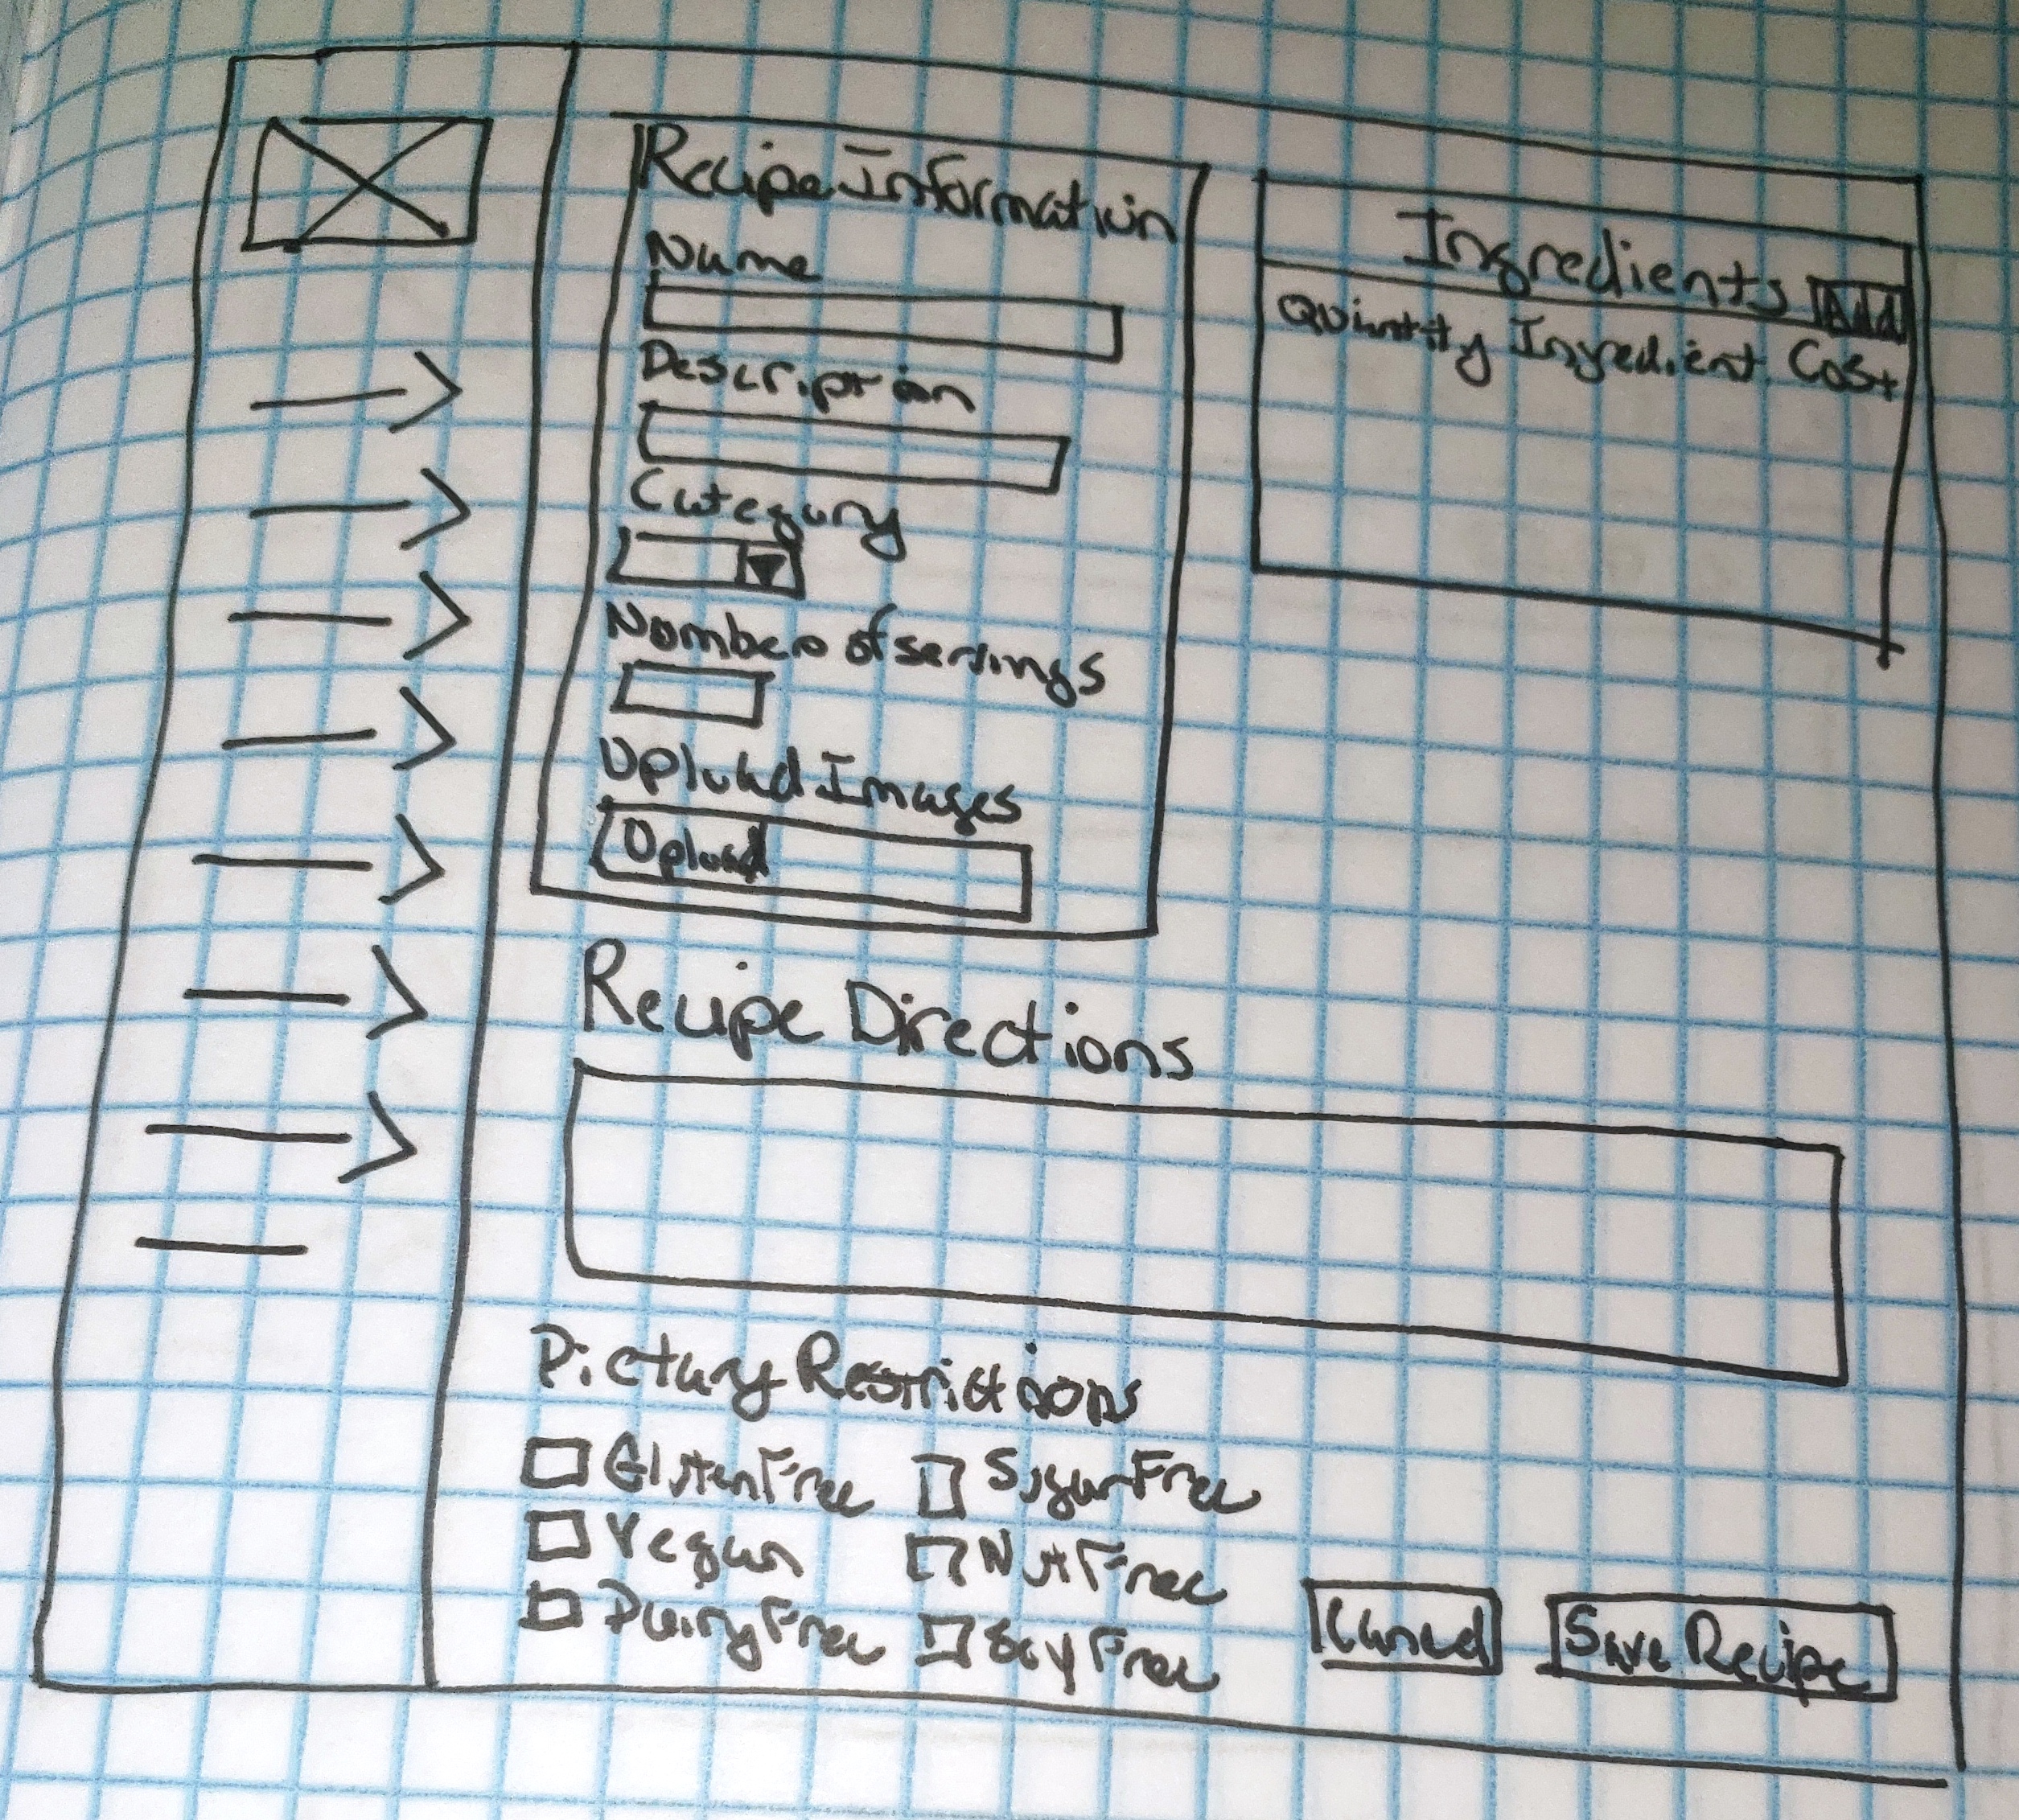 Recipe Information
Name
Description
Category
Number of servings
Upload Images
Upload
Ingredients Add
Quantity Ingredient Cost
Recipe Directions
Dietary Restrictions
Gluten Free Sugar Free
Vegan Nut Free
Dairy Free Soy Free
Cancel Save Recipe